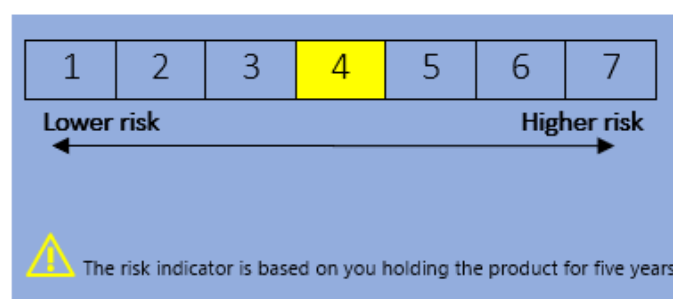 1 2 3 4 5 6 7
Lower risk Higher risk
The risk indicator is based on you holding the product for five years